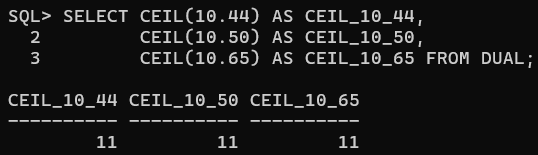 SQL> SELECT CEIL(10.44) AS CEIL_10_44,
  2         CEIL(10.50) AS CEIL_10_50,
  3         CEIL(10.65) AS CEIL_10_65 FROM DUAL;

CEIL_10_44 CEIL_10_50 CEIL_10_65
---------- ---------- ----------
        11         11         11